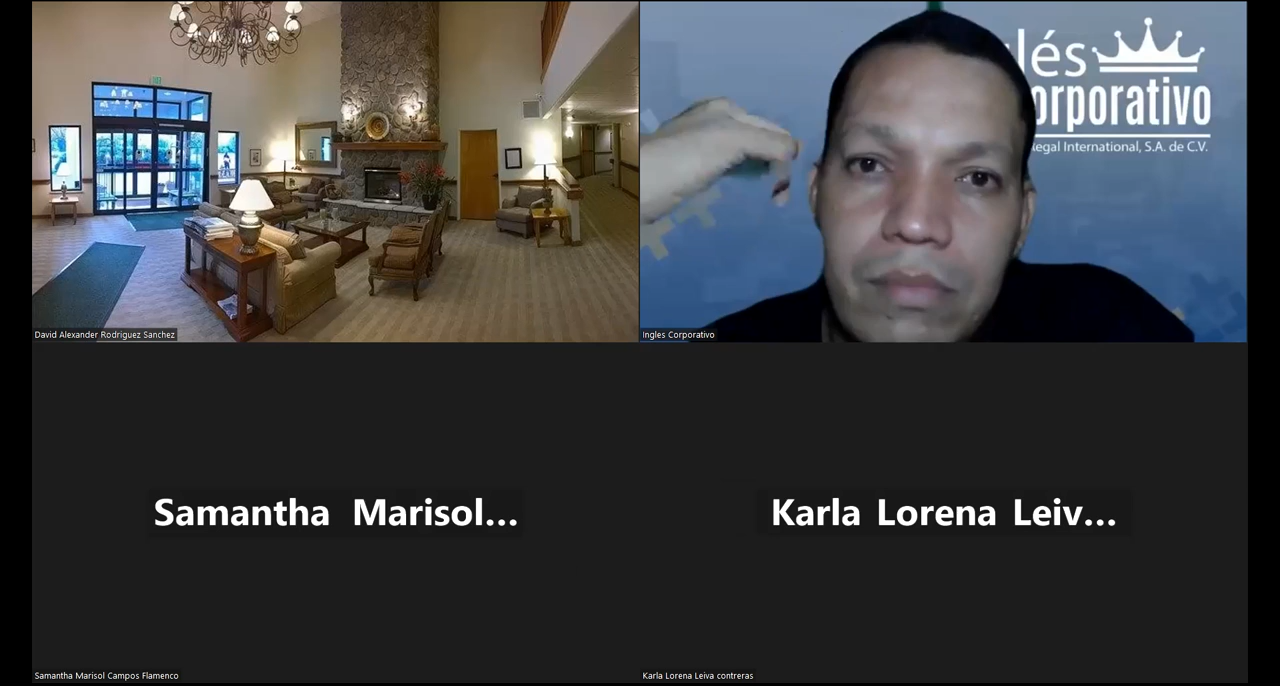 lés
orporativo
Regal International, S.A. de C.V.
David Alexander Rodriguez Sanchez
Ingles Corporativo
Samantha Marisol...
Karla Lorena Leiv...
Samantha Marisol Campos Flamenco
Karla Lorena Leiva contreras